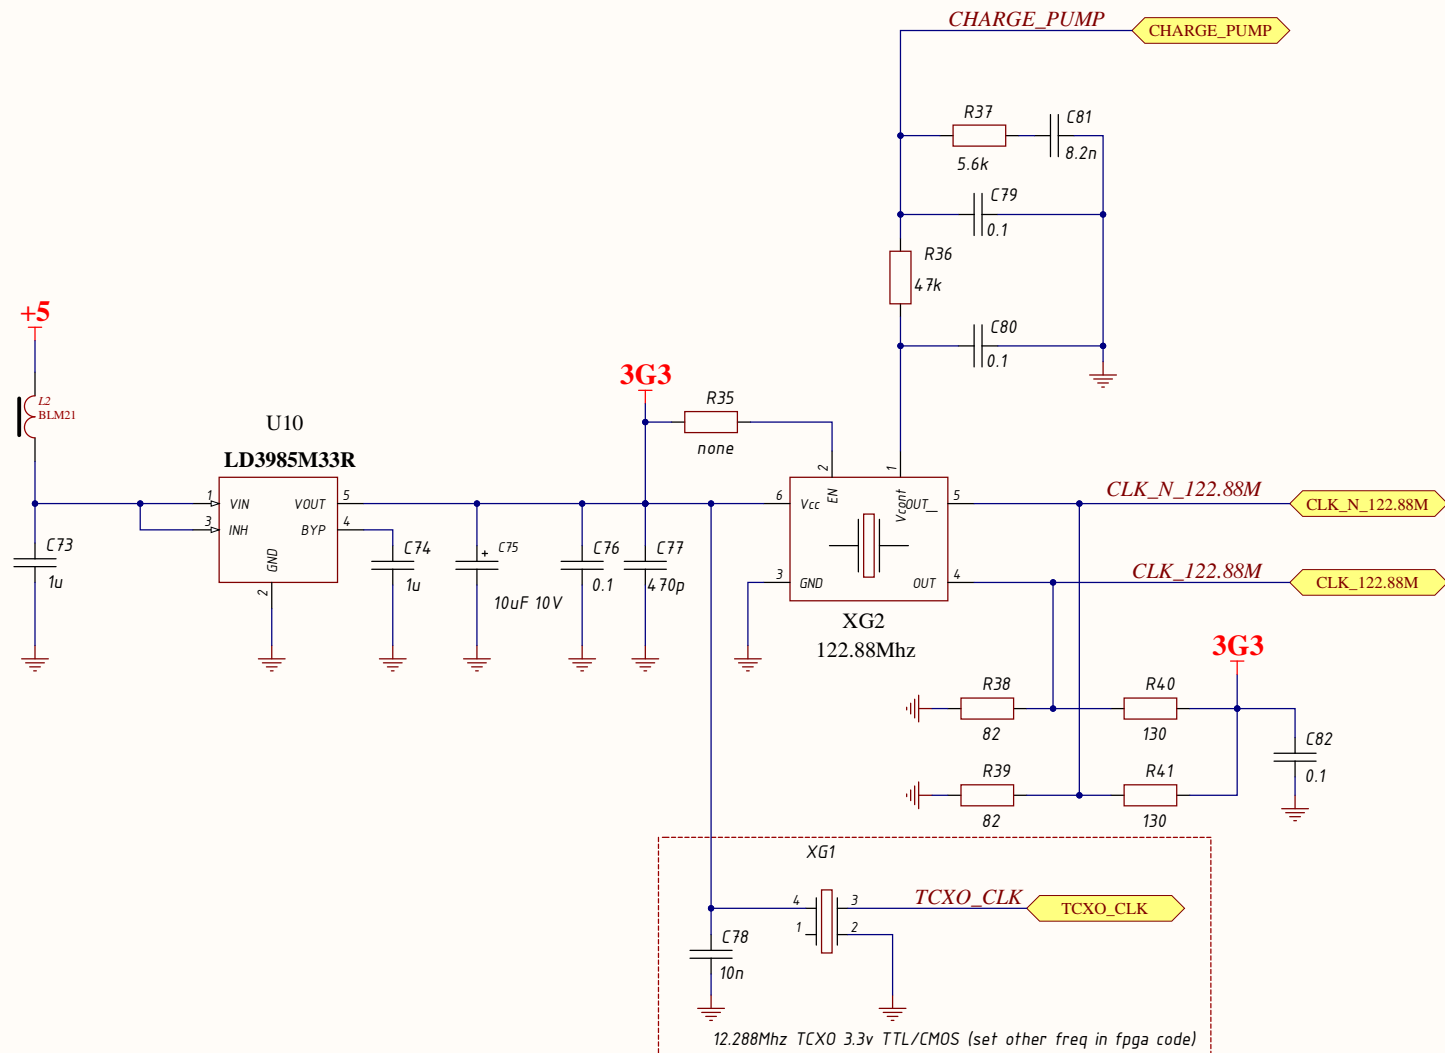 CHARGE_PUMP
CHARGE_PUMP
R37
C81
5.6k
8.2n
C79
0.1
R36
47k
C80
0.1
+5
L2
BLM21
3G3
R35
none
U10
LD3985M33R
1
VIN
VOUT
5
3
INH
BYP
4
GND
2
C73
1u
C74
1u
+
C75
10uF 10V
C76
0.1
C77
470p
2
EN
1
Vcont
6
Vcc
OUT_
5
3
GND
OUT
4
XG2
122.88Mhz
CLK_N_122.88M
CLK_N_122.88M
CLK_122.88M
CLK_122.88M
3G3
R38
82
R40
130
C82
0.1
R39
82
R41
130
XG1
4
3
1
2
TCXO_CLK
TCXO_CLK
C78
10n
12.288Mhz TCXO 3.3v TTL/CMOS (set other freq in fpga code)